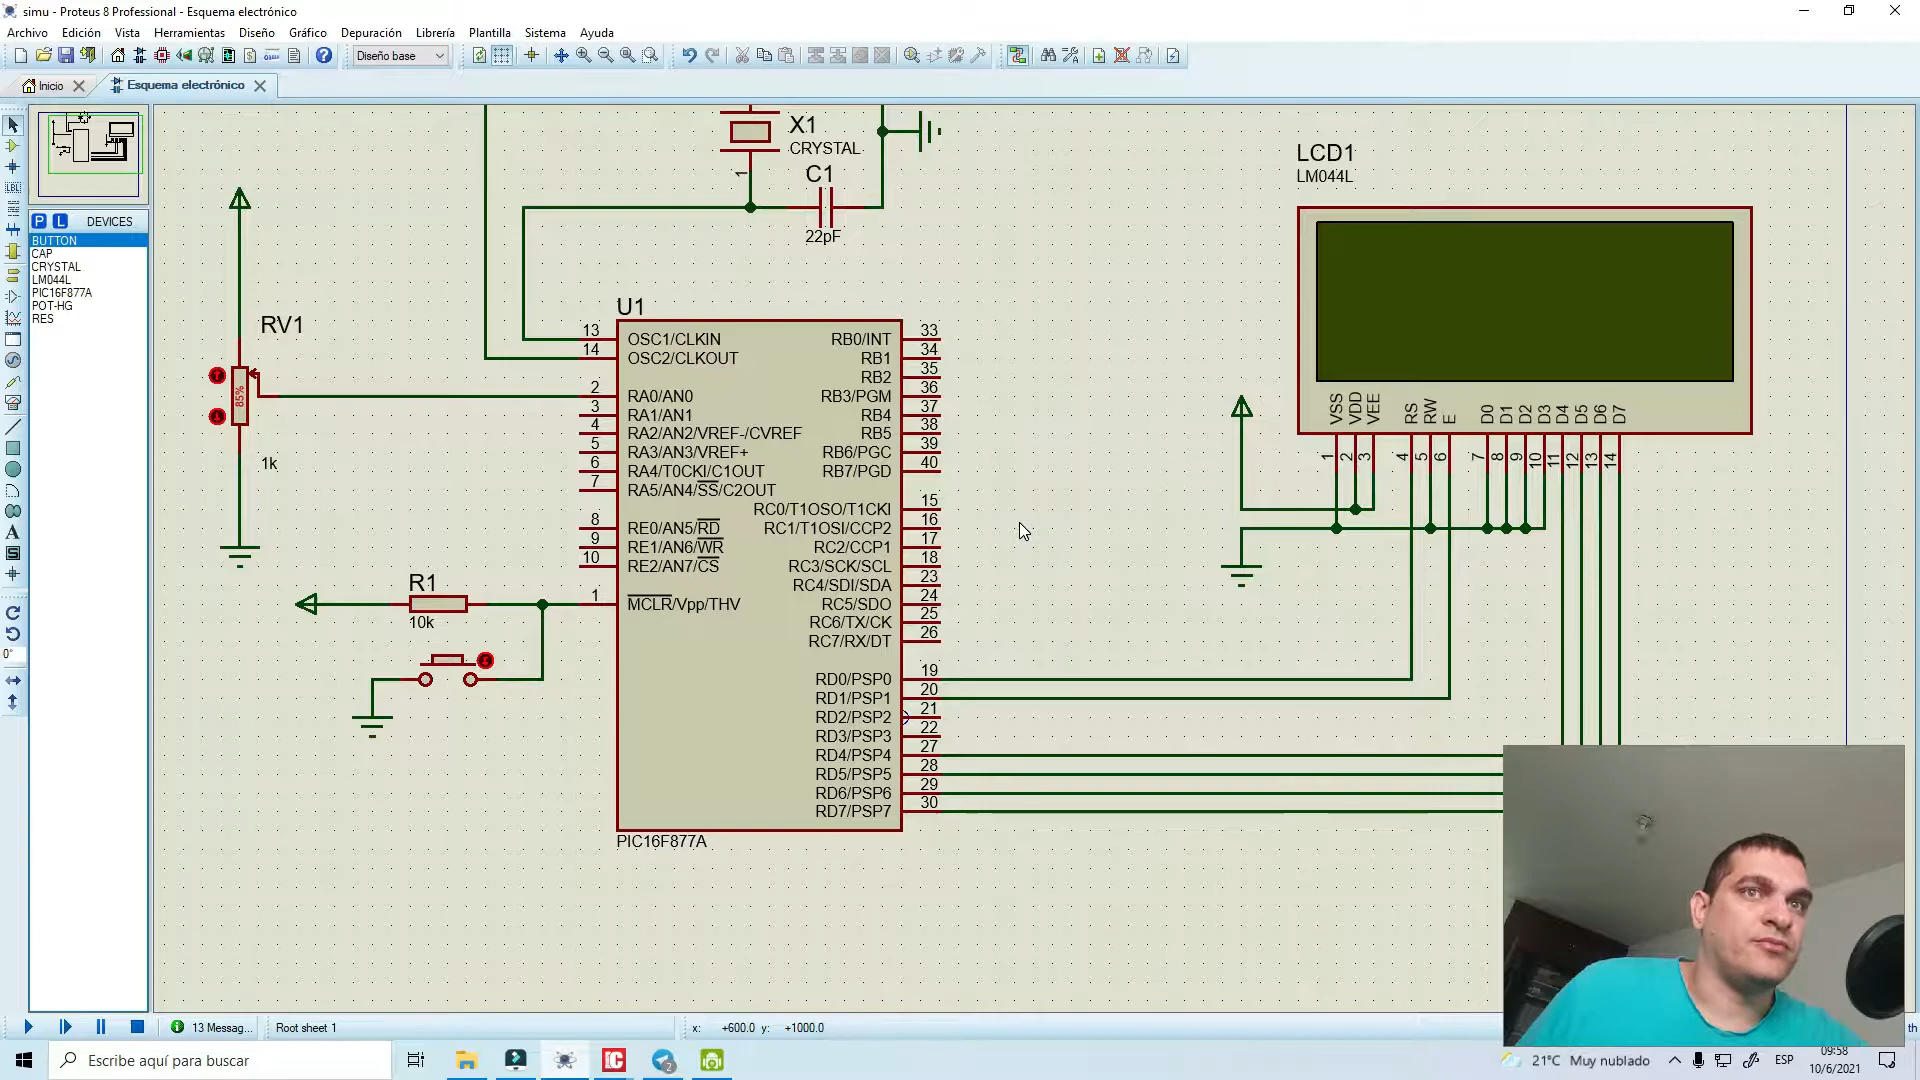 simu - Proteus 8 Professional - Esquema electrónico
Archivo Edición Vista Herramientas Diseño Gráfico Depuración Librería Plantilla Sistema Ayuda
Diseño base
Inicio
Esquema electrónico
P L DEVICES
BUTTON
CAP
CRYSTAL
LM044L
PIC16F877A
POT-HG
RES
LBL
A
S
0°
X1
CRYSTAL
1
C1
22pF
RV1
85%
1k
R1
10k
U1
13 OSC1/CLKIN RB0/INT 33
14 OSC2/CLKOUT RB1 34
RB2 35
2 RA0/AN0 RB3/PGM 36
3 RA1/AN1 RB4 37
4 RA2/AN2/VREF-/CVREF RB5 38
5 RA3/AN3/VREF+ RB6/PGC 39
6 RA4/T0CKI/C1OUT RB7/PGD 40
7 RA5/AN4/SS/C2OUT
RC0/T1OSO/T1CKI 15
8 RE0/AN5/RD RC1/T1OSI/CCP2 16
9 RE1/AN6/WR RC2/CCP1 17
10 RE2/AN7/CS RC3/SCK/SCL 18
RC4/SDI/SDA 23
1 MCLR/Vpp/THV RC5/SDO 24
RC6/TX/CK 25
RC7/RX/DT 26
RD0/PSP0 19
RD1/PSP1 20
RD2/PSP2 21
RD3/PSP3 22
RD4/PSP4 27
RD5/PSP5 28
RD6/PSP6 29
RD7/PSP7 30
PIC16F877A
LCD1
LM044L
VSS VDD VEE RS RW E D0 D1 D2 D3 D4 D5 D6 D7
1 2 3 4 5 6 7 8 9 10 11 12 13 14
13 Messag... Root sheet 1 x: +600.0 y: +1000.0 th
Escribe aquí para buscar
IC
2
21°C Muy nublado
ESP
09:58
10/6/2021